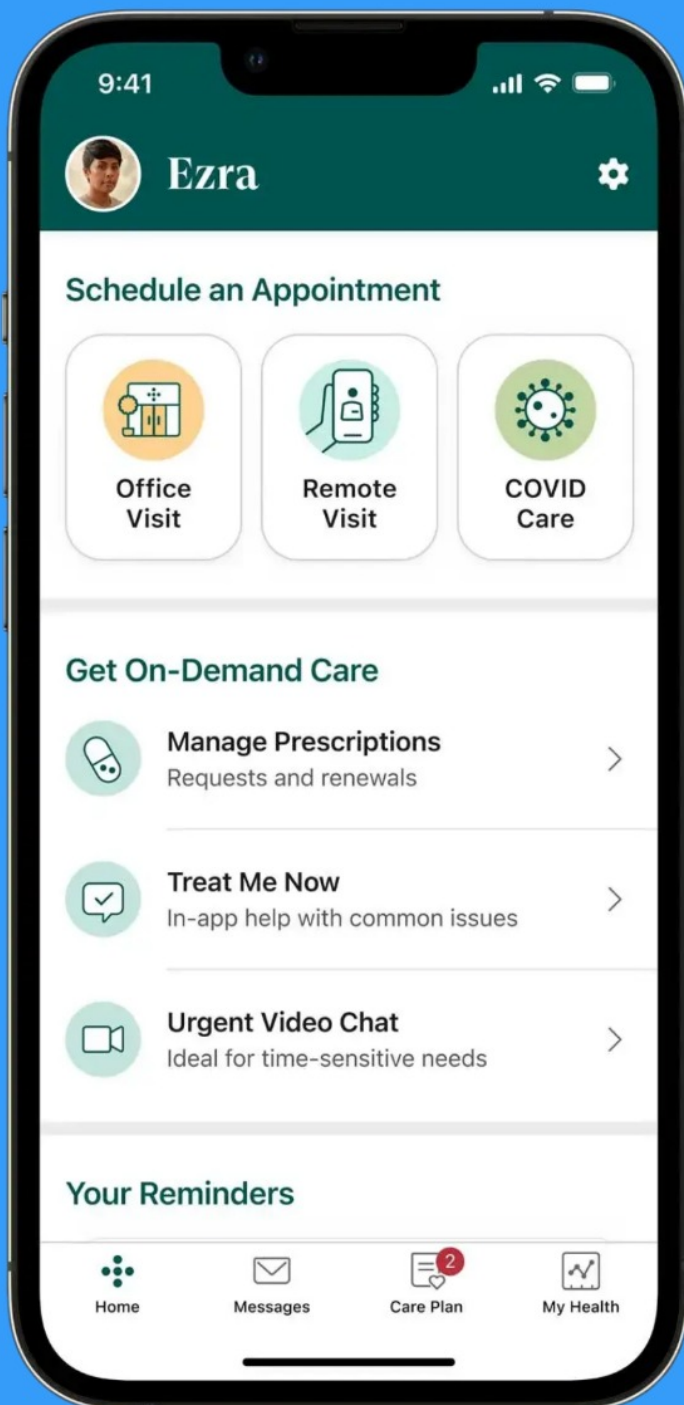 9:41
Ezra
Schedule an Appointment
Office
Visit
Remote
Visit
COVID
Care
Get On-Demand Care
Manage Prescriptions
Requests and renewals
Treat Me Now
In-app help with common issues
Urgent Video Chat
Ideal for time-sensitive needs
Your Reminders
2
Home
Messages
Care Plan
My Health